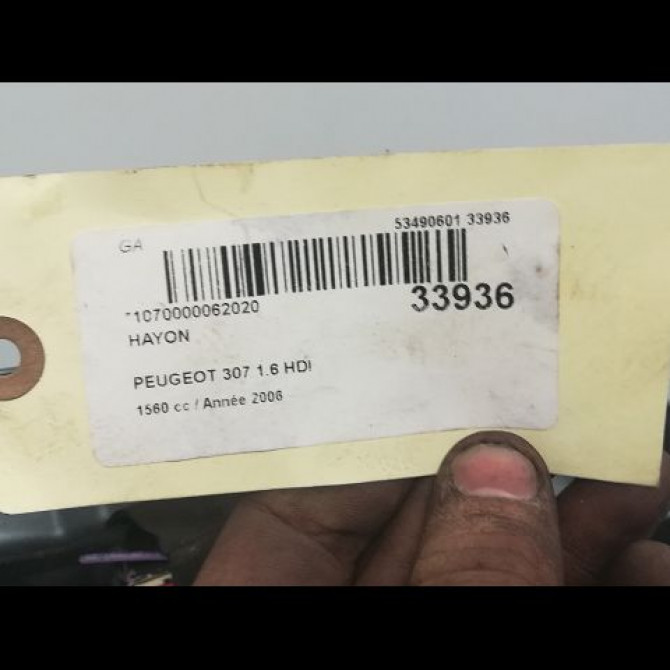 GA
53490601 33936
-1070000062020
33936
HAYON
PEUGEOT 307 1.6 HDI
1560 cc / Année 2006